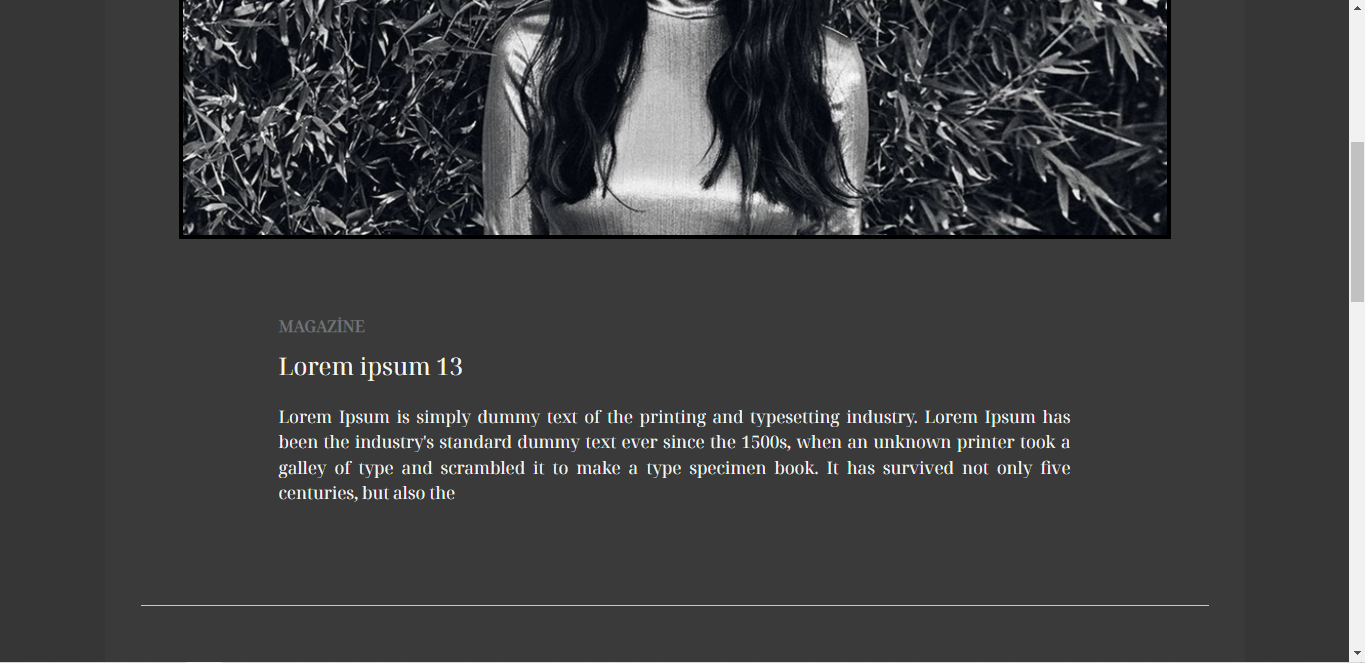 MAGAZİNE
Lorem ipsum 13
Lorem Ipsum is simply dummy text of the printing and typesetting industry. Lorem Ipsum has
been the industry's standard dummy text ever since the 1500s, when an unknown printer took a
galley of type and scrambled it to make a type specimen book. It has survived not only five
centuries, but also the